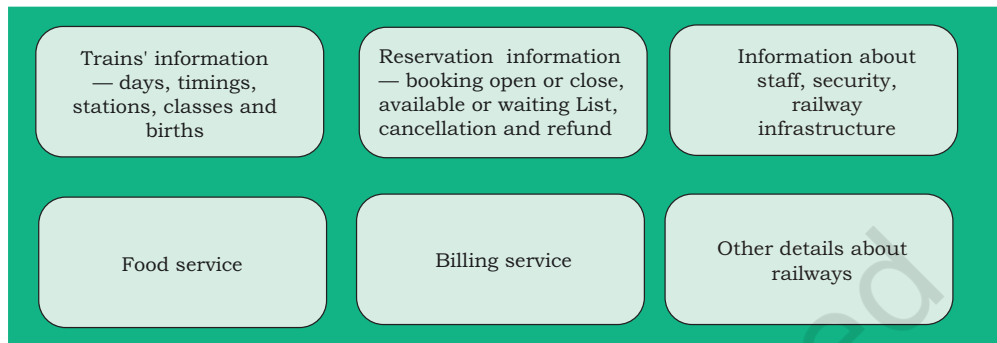 Trains' information
— days, timings,
stations, classes and
births
Reservation information
— booking open or close,
available or waiting List,
cancellation and refund
Information about
staff, security,
railway
infrastructure
Food service
Billing service
Other details about
railways